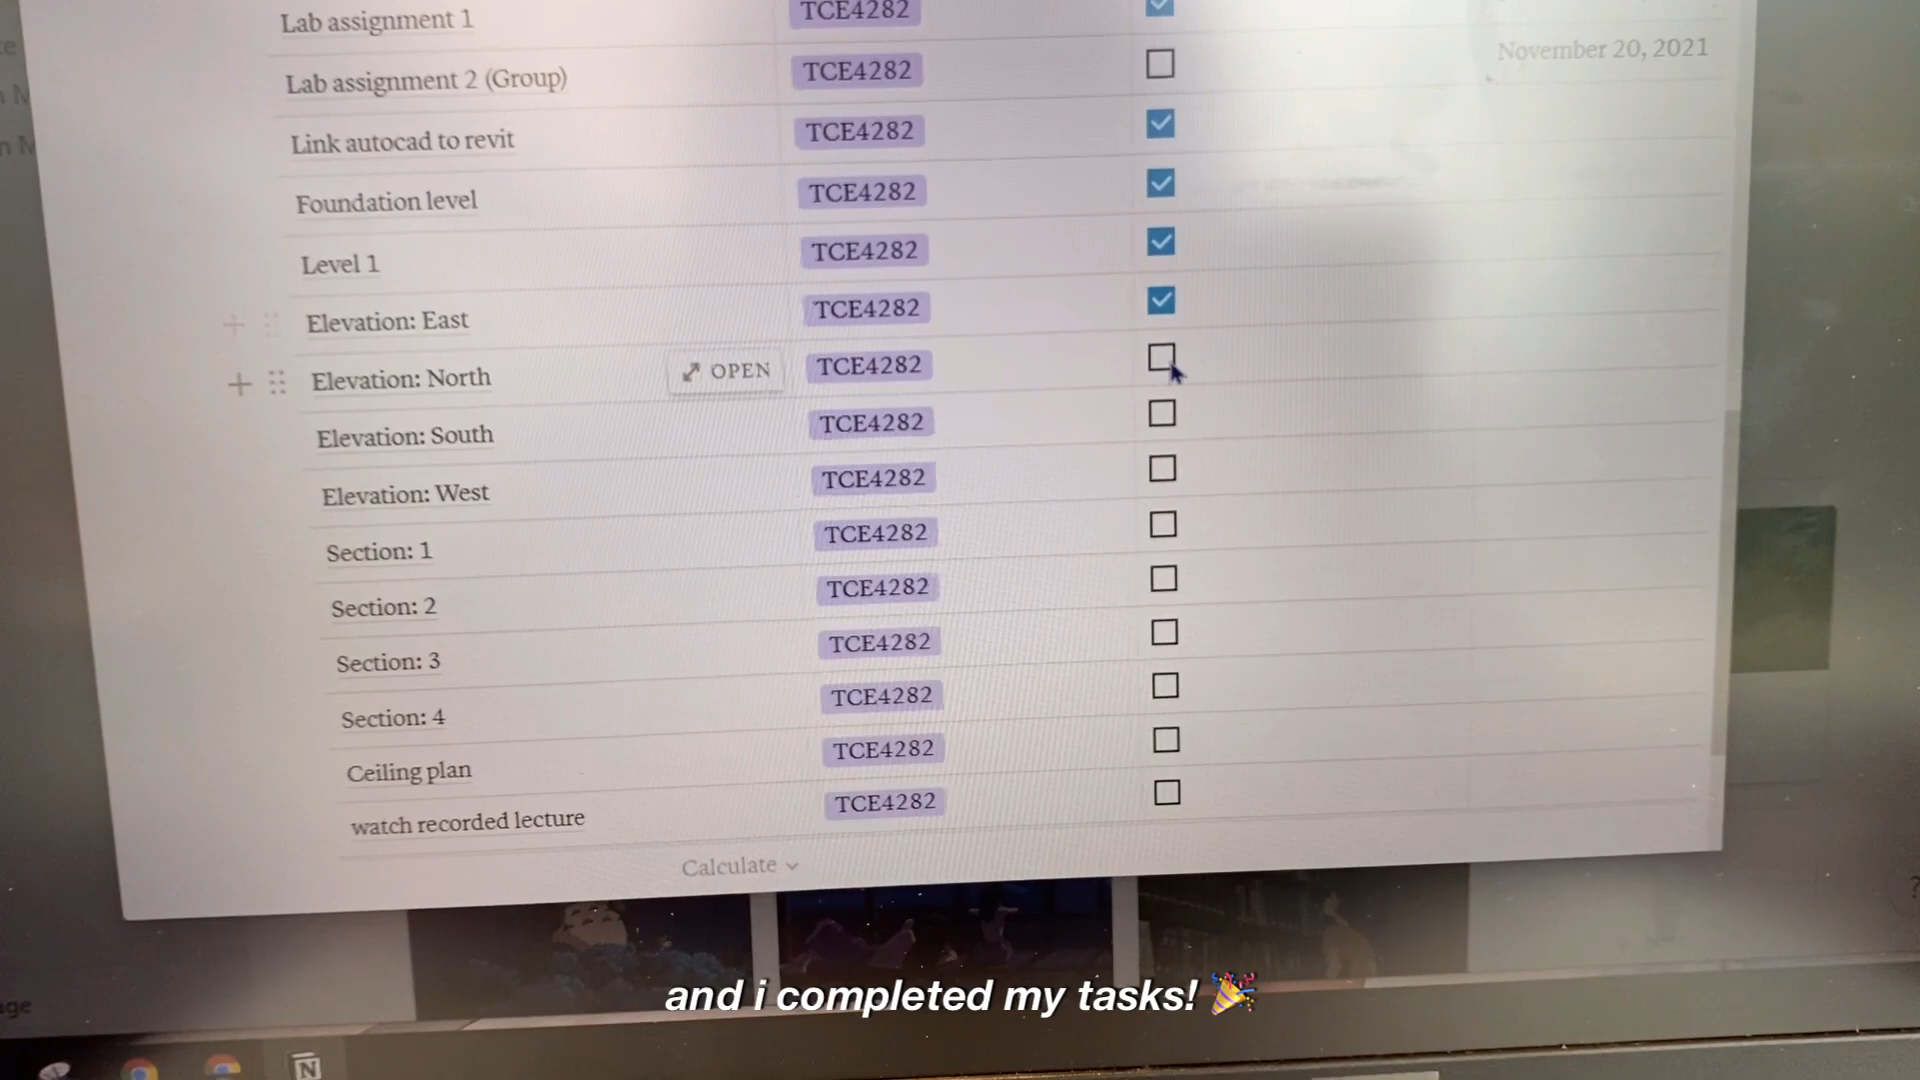 Lab assignment 1 TCE4282
November 20, 2021
Lab assignment 2 (Group) TCE4282
Link autocad to revit TCE4282
Foundation level TCE4282
Level 1 TCE4282
Elevation: East TCE4282
Elevation: North OPEN TCE4282
Elevation: South TCE4282
Elevation: West TCE4282
Section: 1 TCE4282
Section: 2 TCE4282
Section: 3 TCE4282
Section: 4 TCE4282
Ceiling plan TCE4282
watch recorded lecture TCE4282
Calculate
and i completed my tasks! 🎉
N